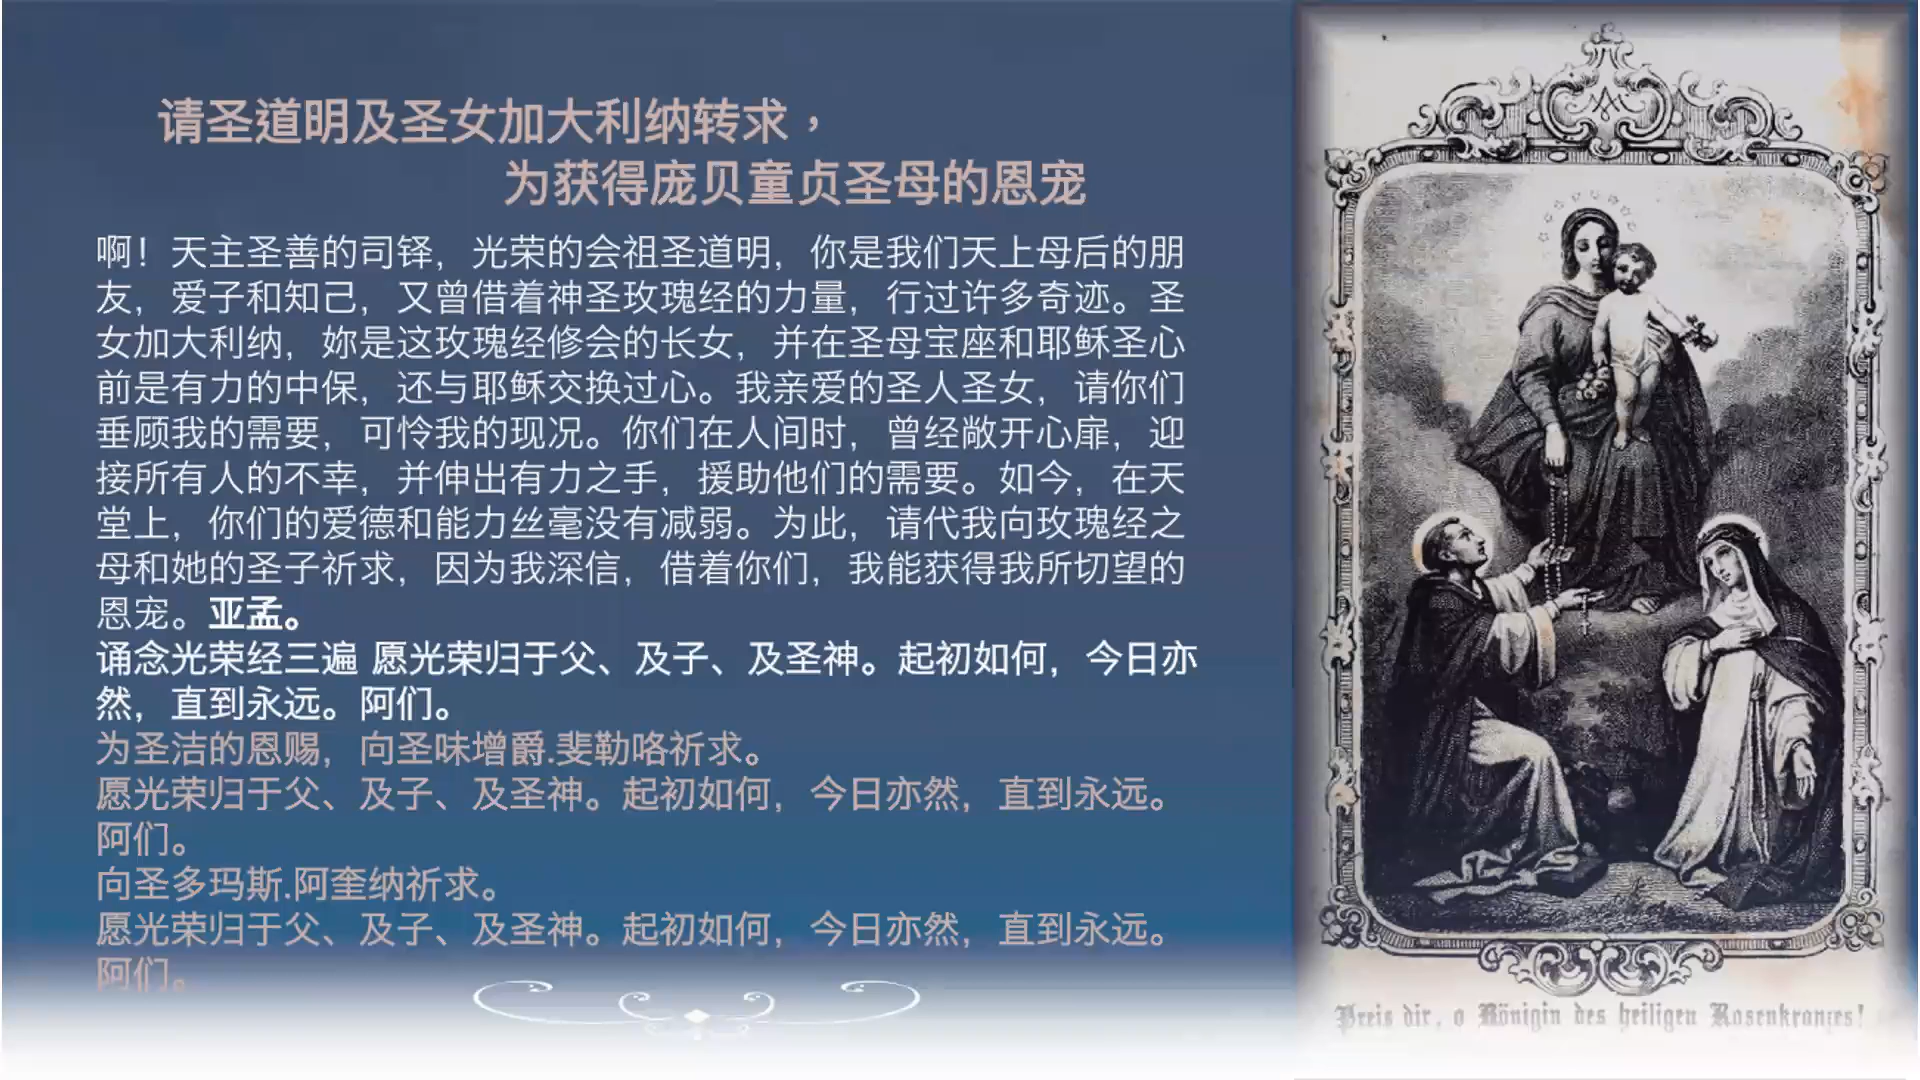 请圣道明及圣女加大利纳转求，
为获得庞贝童贞圣母的恩宠
啊！天主圣善的司铎，光荣的会祖圣道明，你是我们天上母后的朋
友，爱子和知己，又曾借着神圣玫瑰经的力量，行过许多奇迹。圣
女加大利纳，妳是这玫瑰经修会的长女，并在圣母宝座和耶稣圣心
前是有力的中保，还与耶稣交换过心。我亲爱的圣人圣女，请你们
垂顾我的需要，可怜我的现况。你们在人间时，曾经敞开心扉，迎
接所有人的不幸，并伸出有力之手，援助他们的需要。如今，在天
堂上，你们的爱德和能力丝毫没有减弱。为此，请代我向玫瑰经之
母和她的圣子祈求，因为我深信，借着你们，我能获得我所切望的
恩宠。亚孟。
诵念光荣经三遍 愿光荣归于父、及子、及圣神。起初如何，今日亦
然，直到永远。阿们。
为圣洁的恩赐，向圣味增爵.斐勒咯祈求。
愿光荣归于父、及子、及圣神。起初如何，今日亦然，直到永远。
阿们。
向圣多玛斯.阿奎纳祈求。
愿光荣归于父、及子、及圣神。起初如何，今日亦然，直到永远。
阿们。
Preis dir, o Königin des heiligen Rosenkranzes!